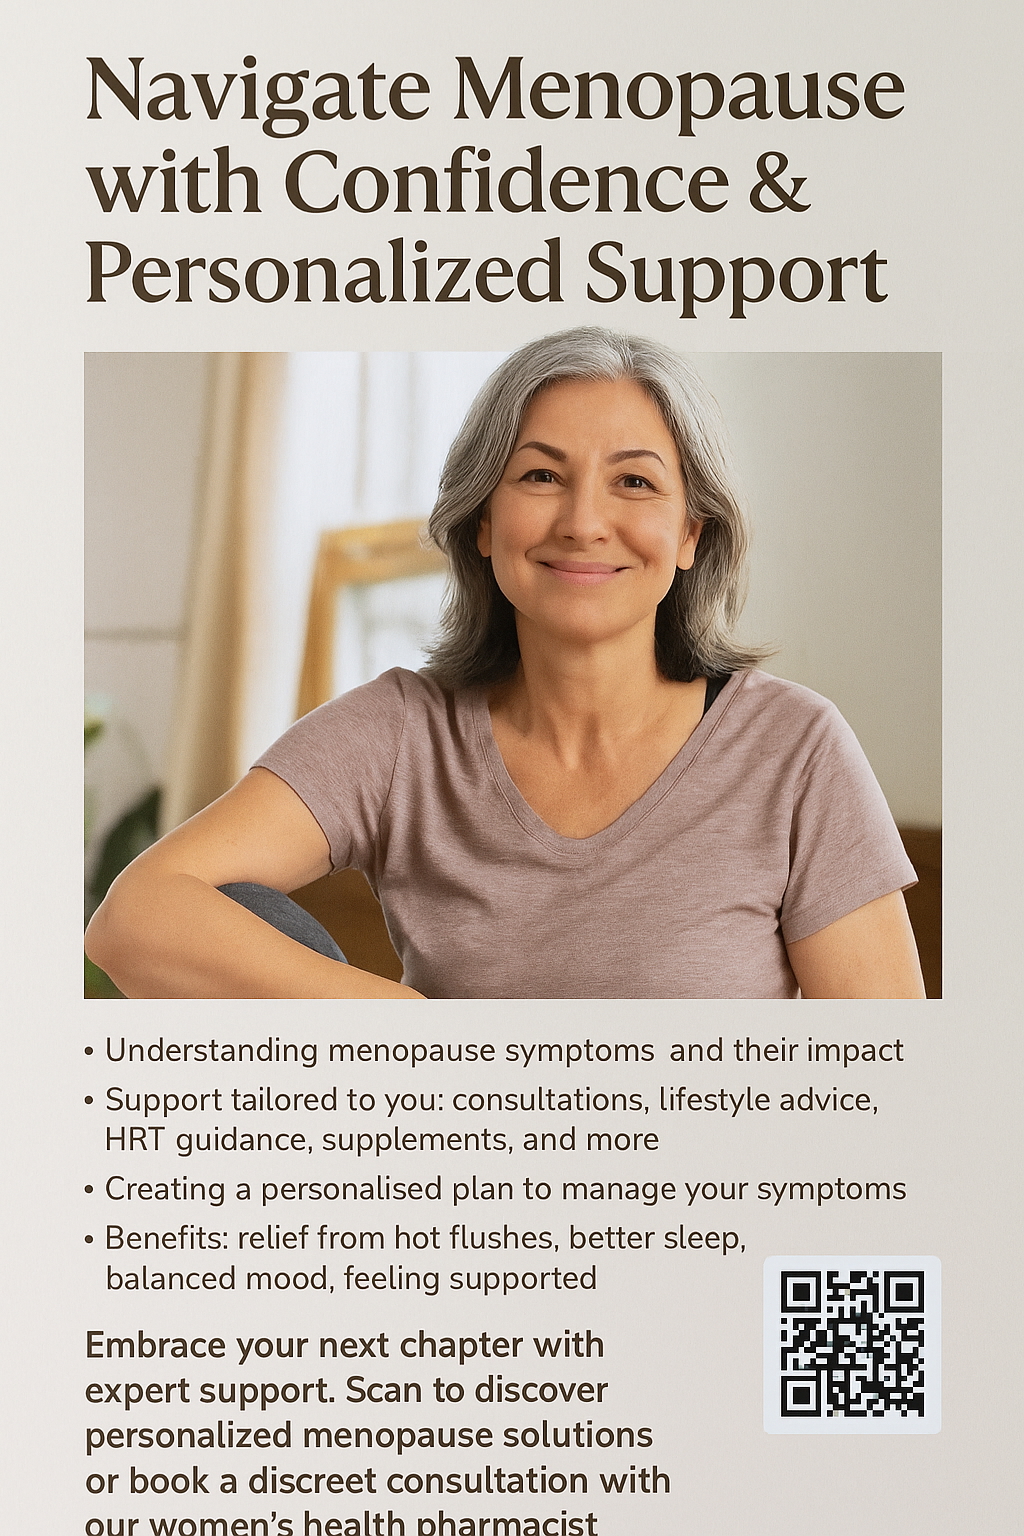 Navigate Menopause
with Confidence &
Personalized Support
• Understanding menopause symptoms and their impact
• Support tailored to you: consultations, lifestyle advice,
HRT guidance, supplements, and more
• Creating a personalised plan to manage your symptoms
• Benefits: relief from hot flushes, better sleep,
balanced mood, feeling supported
Embrace your next chapter with
expert support. Scan to discover
personalized menopause solutions
or book a discreet consultation with
our women’s health pharmacist